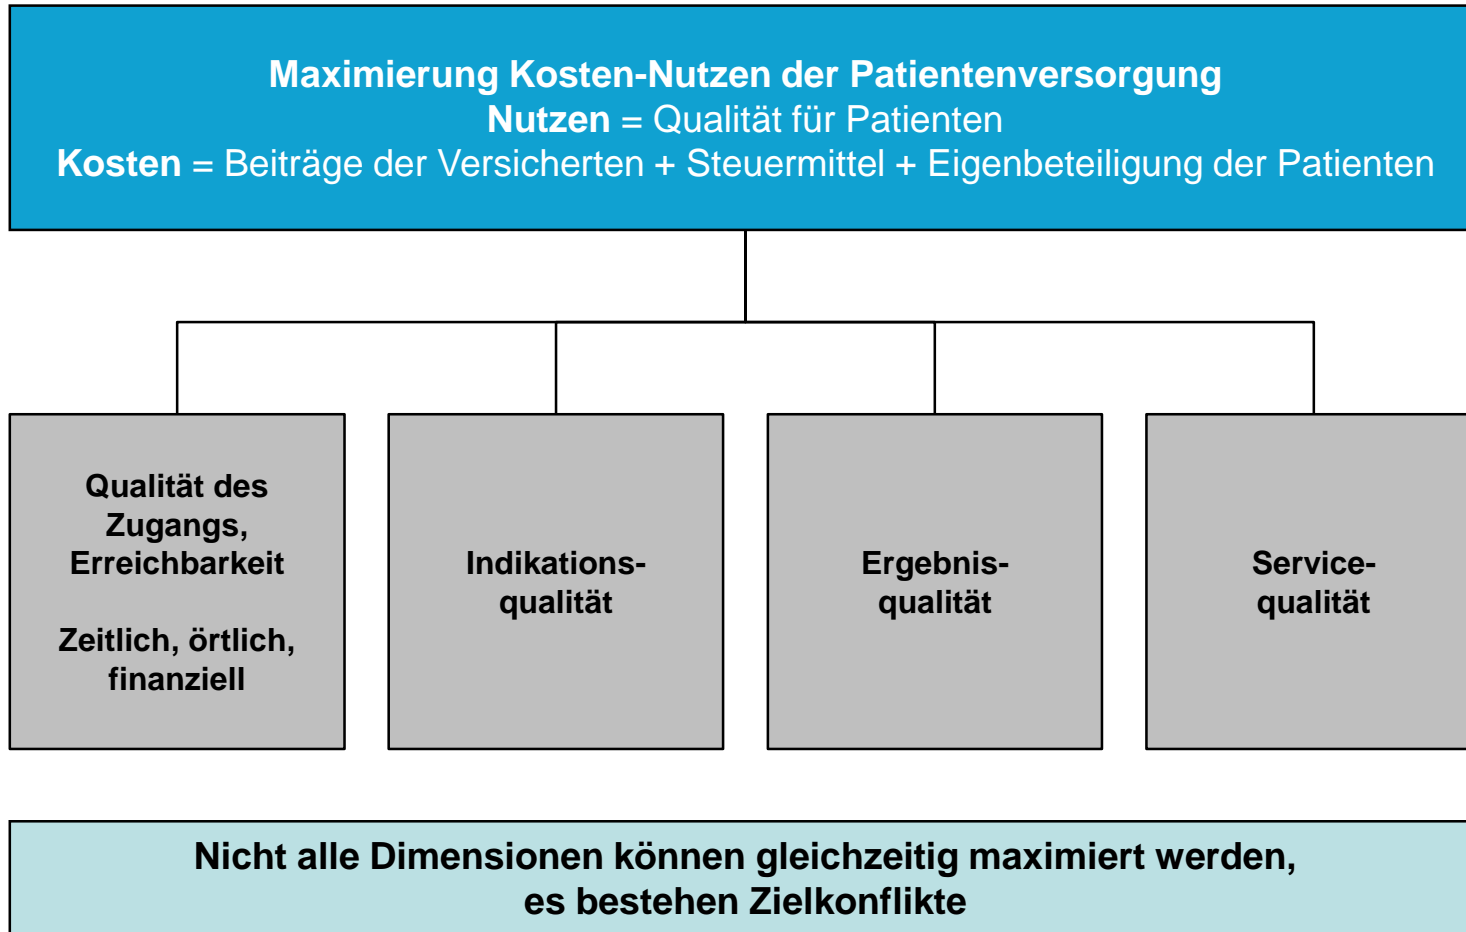 Maximierung Kosten-Nutzen der Patientenversorgung
Nutzen = Qualität für Patienten
Kosten = Beiträge der Versicherten + Steuermittel + Eigenbeteiligung der Patienten
Qualität des
Zugangs,
Erreichbarkeit
Zeitlich, örtlich,
finanziell
Indikations-
qualität
Ergebnis-
qualität
Service-
qualität
Nicht alle Dimensionen können gleichzeitig maximiert werden,
es bestehen Zielkonflikte